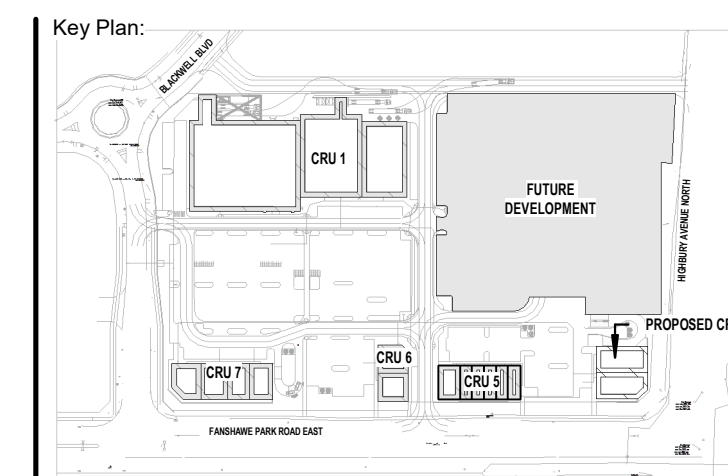 Key Plan:
BLACKWELL BLVD
CRU 1
FUTURE
DEVELOPMENT
HIGHBURY AVENUE NORTH
PROPOSED CR
CRU 6
CRU 7
CRU 5
FANSHAWE PARK ROAD EAST